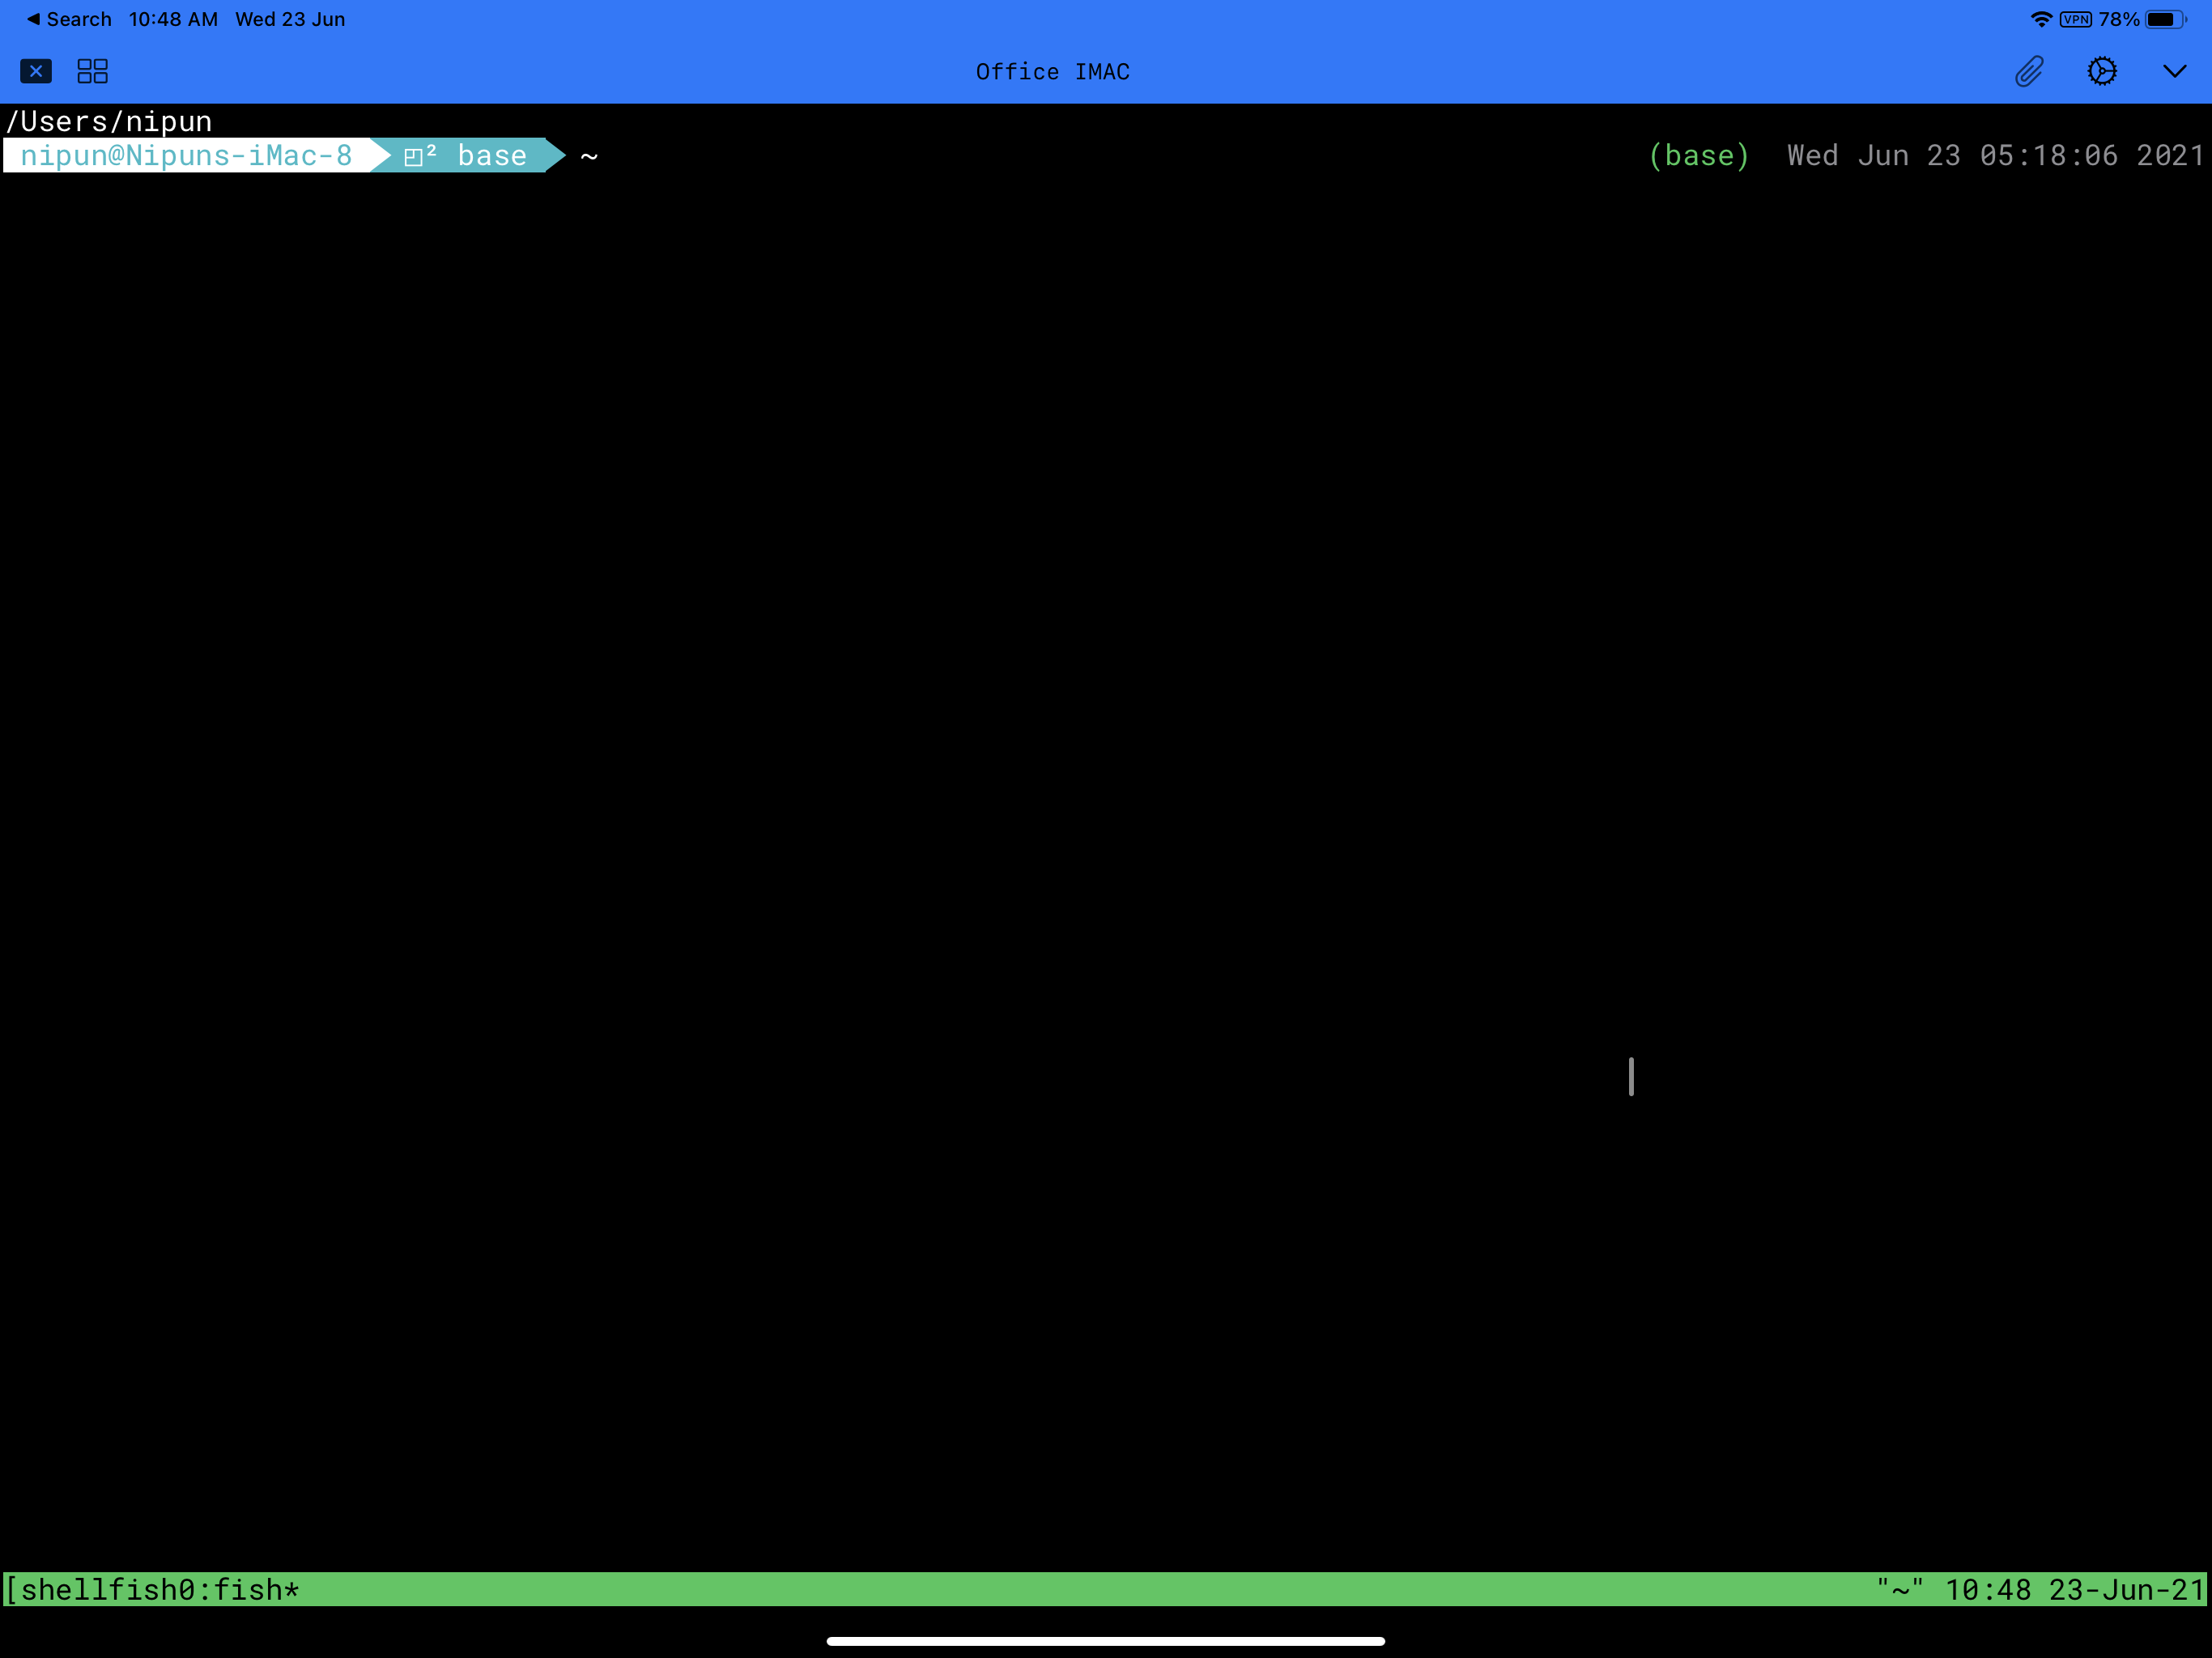 ◀ Search 10:48 AM Wed 23 Jun VPN 78%
Office IMAC
/Users/nipun
nipun@Nipuns-iMac-8 ◰² base ~ (base) Wed Jun 23 05:18:06 2021
[shellfish0:fish* "~" 10:48 23-Jun-21